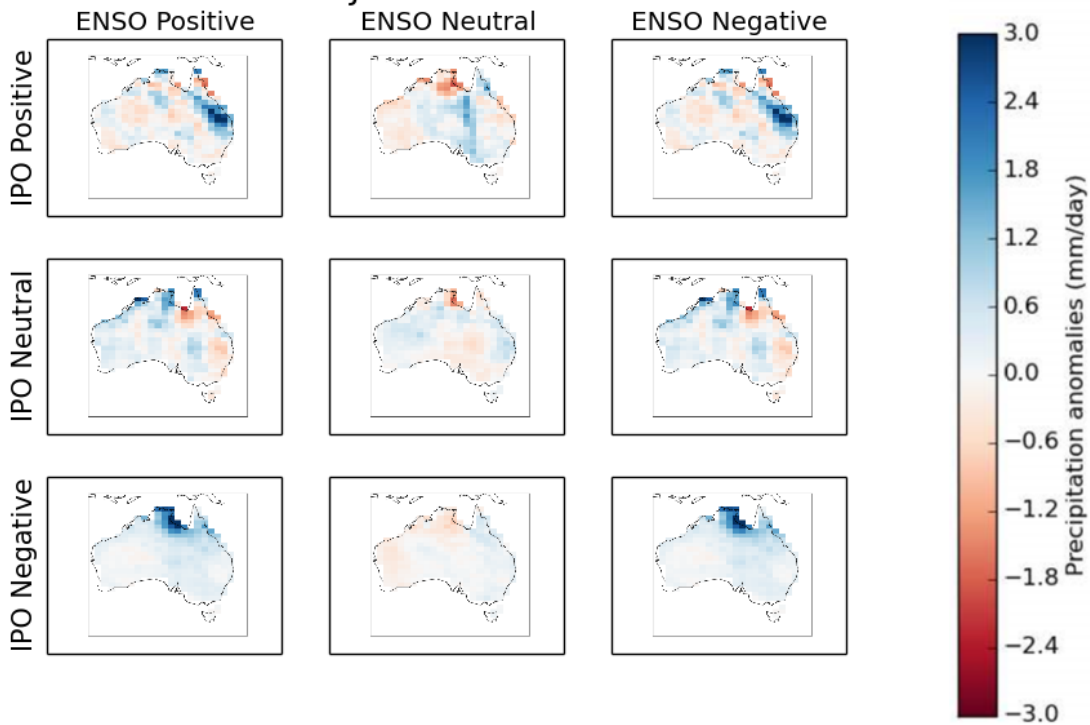 ENSO Positive ENSO Neutral ENSO Negative
IPO Positive
IPO Neutral
IPO Negative
3.0
2.4
1.8
1.2
0.6
0.0
−0.6
−1.2
−1.8
−2.4
−3.0
Precipitation anomalies (mm/day)